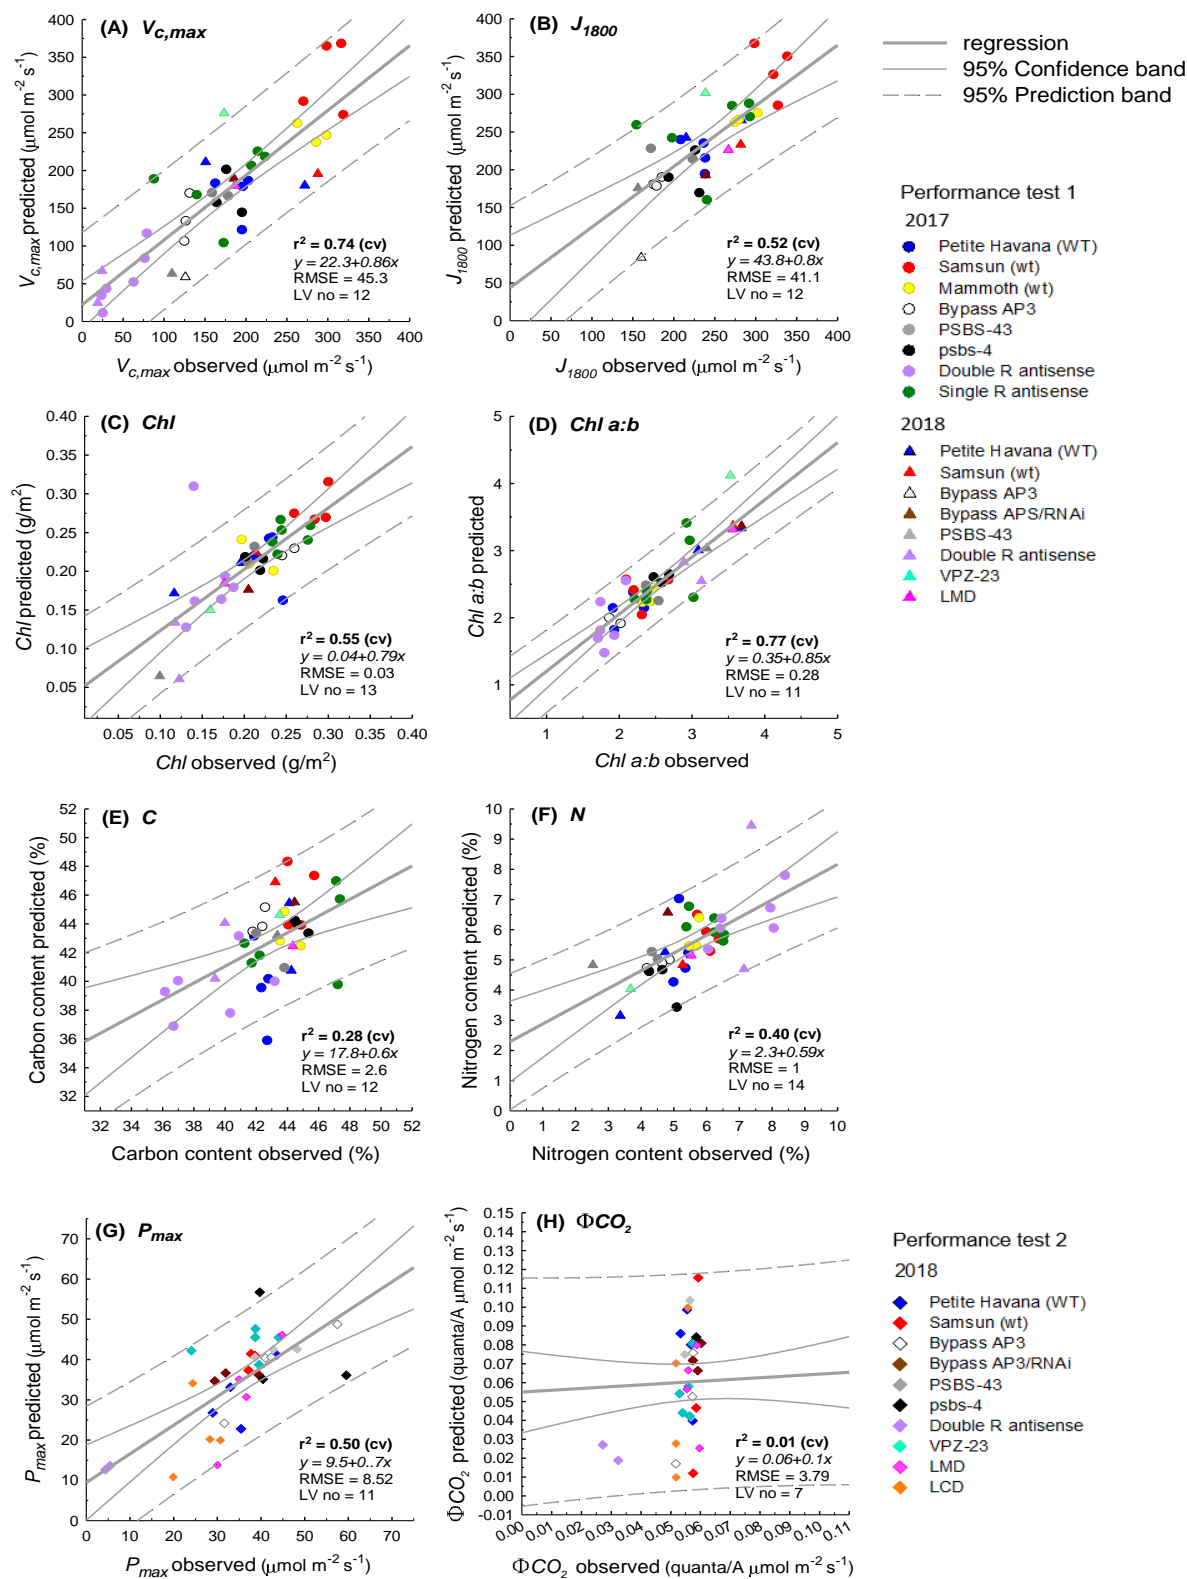 (A) Vc,max
Vc,max predicted (μmol m-2 s-1)
400
350
300
250
200
150
100
50
0
r2 = 0.74 (cv)
y = 22.3+0.86x
RMSE = 45.3
LV no = 12
0 50 100 150 200 250 300 350 400
Vc,max observed (μmol m-2 s-1)
(B) J1800
J1800 predicted (μmol m-2 s-1)
400
350
300
250
200
150
100
50
0
r2 = 0.52 (cv)
y = 43.8+0.8x
RMSE = 41.1
LV no = 12
0 50 100 150 200 250 300 350 400
J1800 observed (μmol m-2 s-1)
regression
95% Confidence band
95% Prediction band
Performance test 1
2017
Petite Havana (WT)
Samsun (wt)
Mammoth (wt)
Bypass AP3
PSBS-43
psbs-4
Double R antisense
Single R antisense
2018
Petite Havana (WT)
Samsun (wt)
Bypass AP3
Bypass APS/RNAi
PSBS-43
Double R antisense
VPZ-23
LMD
(C) Chl
Chl predicted (g/m2)
0.40
0.35
0.30
0.25
0.20
0.15
0.10
0.05
r2 = 0.55 (cv)
y = 0.04+0.79x
RMSE = 0.03
LV no = 13
0.05 0.10 0.15 0.20 0.25 0.30 0.35 0.40
Chl observed (g/m2)
(D) Chl a:b
Chl a:b predicted
5
4
3
2
1
r2 = 0.77 (cv)
y = 0.35+0.85x
RMSE = 0.28
LV no = 11
1 2 3 4 5
Chl a:b observed
(E) C
Carbon content predicted (%)
52
50
48
46
44
42
40
38
36
34
32
r2 = 0.28 (cv)
y = 17.8+0.6x
RMSE = 2.6
LV no = 12
32 34 36 38 40 42 44 46 48 50 52
Carbon content observed (%)
(F) N
Nitrogen content predicted (%)
10
9
8
7
6
5
4
3
2
1
0
r2 = 0.40 (cv)
y = 2.3+0.59x
RMSE = 1
LV no = 14
0 1 2 3 4 5 6 7 8 9 10
Nitrogen content observed (%)
(G) Pmax
Pmax predicted (μmol m-2 s-1)
70
60
50
40
30
20
10
0
r2 = 0.50 (cv)
y = 9.5+0..7x
RMSE = 8.52
LV no = 11
0 10 20 30 40 50 60 70
Pmax observed (μmol m-2 s-1)
(H) ΦCO2
ΦCO2 predicted (quanta/A μmol m-2 s-1)
0.15
0.14
0.13
0.12
0.11
0.10
0.09
0.08
0.07
0.06
0.05
0.04
0.03
0.02
0.01
0.00
-0.01
r2 = 0.01 (cv)
y = 0.06+0.1x
RMSE = 3.79
LV no = 7
0.00 0.01 0.02 0.03 0.04 0.05 0.06 0.07 0.08 0.09 0.10 0.11
ΦCO2 observed (quanta/A μmol m-2 s-1)
Performance test 2
2018
Petite Havana (WT)
Samsun (wt)
Bypass AP3
Bypass AP3/RNAi
PSBS-43
psbs-4
Double R antisense
VPZ-23
LMD
LCD